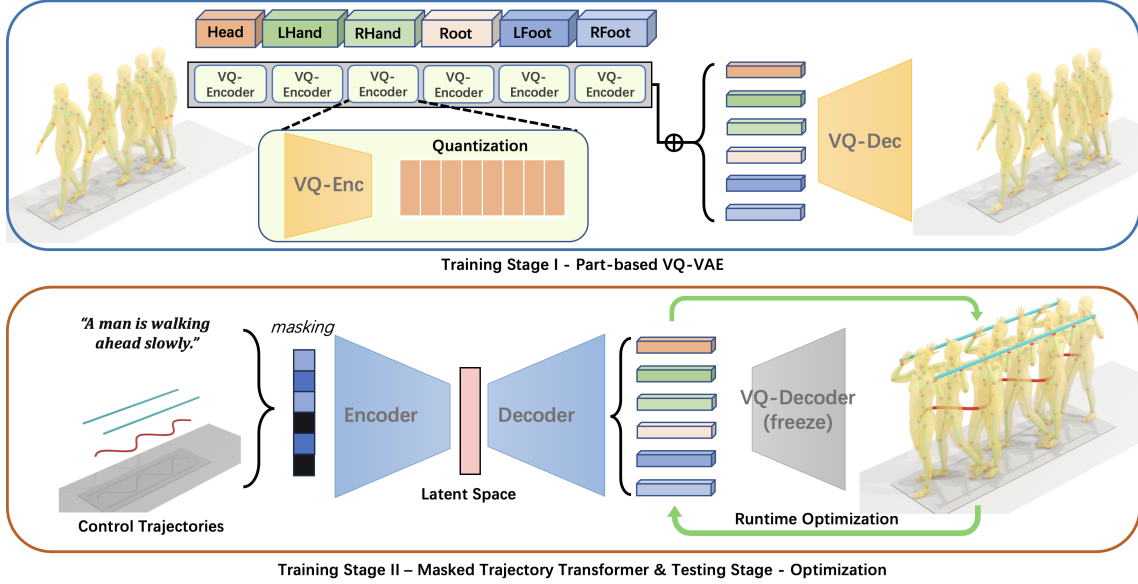 Head LHand RHand Root LFoot RFoot
VQ-Encoder VQ-Encoder VQ-Encoder VQ-Encoder VQ-Encoder VQ-Encoder
Quantization
VQ-Enc
VQ-Dec
Training Stage I - Part-based VQ-VAE
“A man is walking
ahead slowly.”
masking
Encoder
Decoder
VQ-Decoder
(freeze)
Latent Space
Control Trajectories
Runtime Optimization
Training Stage II – Masked Trajectory Transformer & Testing Stage - Optimization